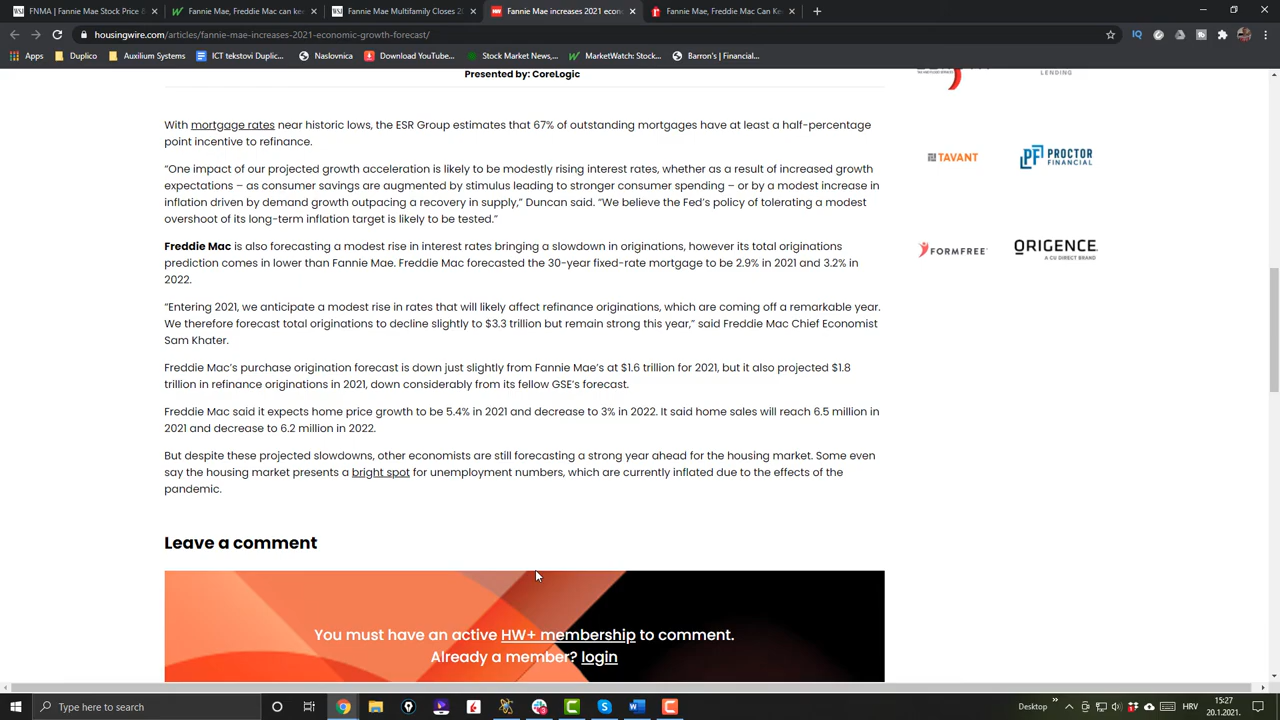 FNMA | Fannie Mae Stock Price &
Fannie Mae, Freddie Mac can ke
Fannie Mae Multifamily Closes 2
Fannie Mae increases 2021 econ
Fannie Mae, Freddie Mac Can Ke
housingwire.com/articles/fannie-mae-increases-2021-economic-growth-forecast/
Apps
Duplico
Auxilium Systems
ICT tekstovi Duplic...
Naslovnica
Download YouTube...
Stock Market News,...
MarketWatch: Stoc
Barron's | Financial...
Presented by: CoreLogic
LENDING
With mortgage rates near historic lows, the ESR Group estimates that 67% of outstanding mortgages have at least a half-percentage
point incentive to refinance.
TAVANT
PROCTOR
FINANCIAL
“One impact of our projected growth acceleration is likely to be modestly rising interest rates, whether as a result of increased growth
expectations – as consumer savings are augmented by stimulus leading to stronger consumer spending – or by a modest increase in
inflation driven by demand growth outpacing a recovery in supply,” Duncan said. “We believe the Fed’s policy of tolerating a modest
overshoot of its long-term inflation target is likely to be tested.”
FORMFREE
ORIGENCE
A CU DIRECT BRAND
Freddie Mac is also forecasting a modest rise in interest rates bringing a slowdown in originations, however its total originations
prediction comes in lower than Fannie Mae. Freddie Mac forecasted the 30-year fixed-rate mortgage to be 2.9% in 2021 and 3.2% in
2022.
“Entering 2021, we anticipate a modest rise in rates that will likely affect refinance originations, which are coming off a remarkable year.
We therefore forecast total originations to decline slightly to $3.3 trillion but remain strong this year,” said Freddie Mac Chief Economist
Sam Khater.
Freddie Mac’s purchase origination forecast is down just slightly from Fannie Mae’s at $1.6 trillion for 2021, but it also projected $1.8
trillion in refinance originations in 2021, down considerably from its fellow GSE’s forecast.
Freddie Mac said it expects home price growth to be 5.4% in 2021 and decrease to 3% in 2022. It said home sales will reach 6.5 million in
2021 and decrease to 6.2 million in 2022.
But despite these projected slowdowns, other economists are still forecasting a strong year ahead for the housing market. Some even
say the housing market presents a bright spot for unemployment numbers, which are currently inflated due to the effects of the
pandemic.
Leave a comment
You must have an active HW+ membership to comment.
Already a member? login
Type here to search
Desktop
HRV
15:27
20.1.2021.